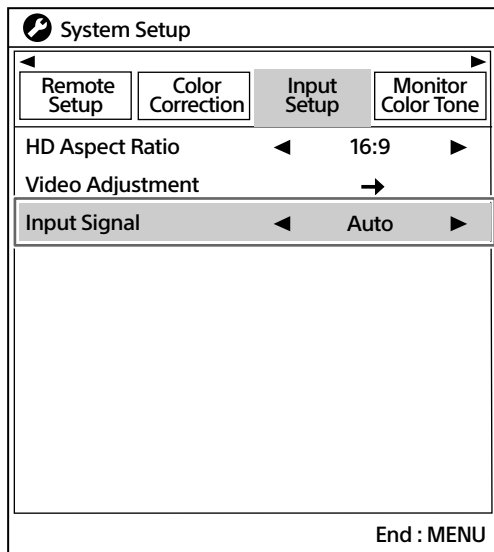 System Setup
Remote Setup
Color Correction
Input Setup
Monitor Color Tone
HD Aspect Ratio 16:9
Video Adjustment
Input Signal Auto
End : MENU